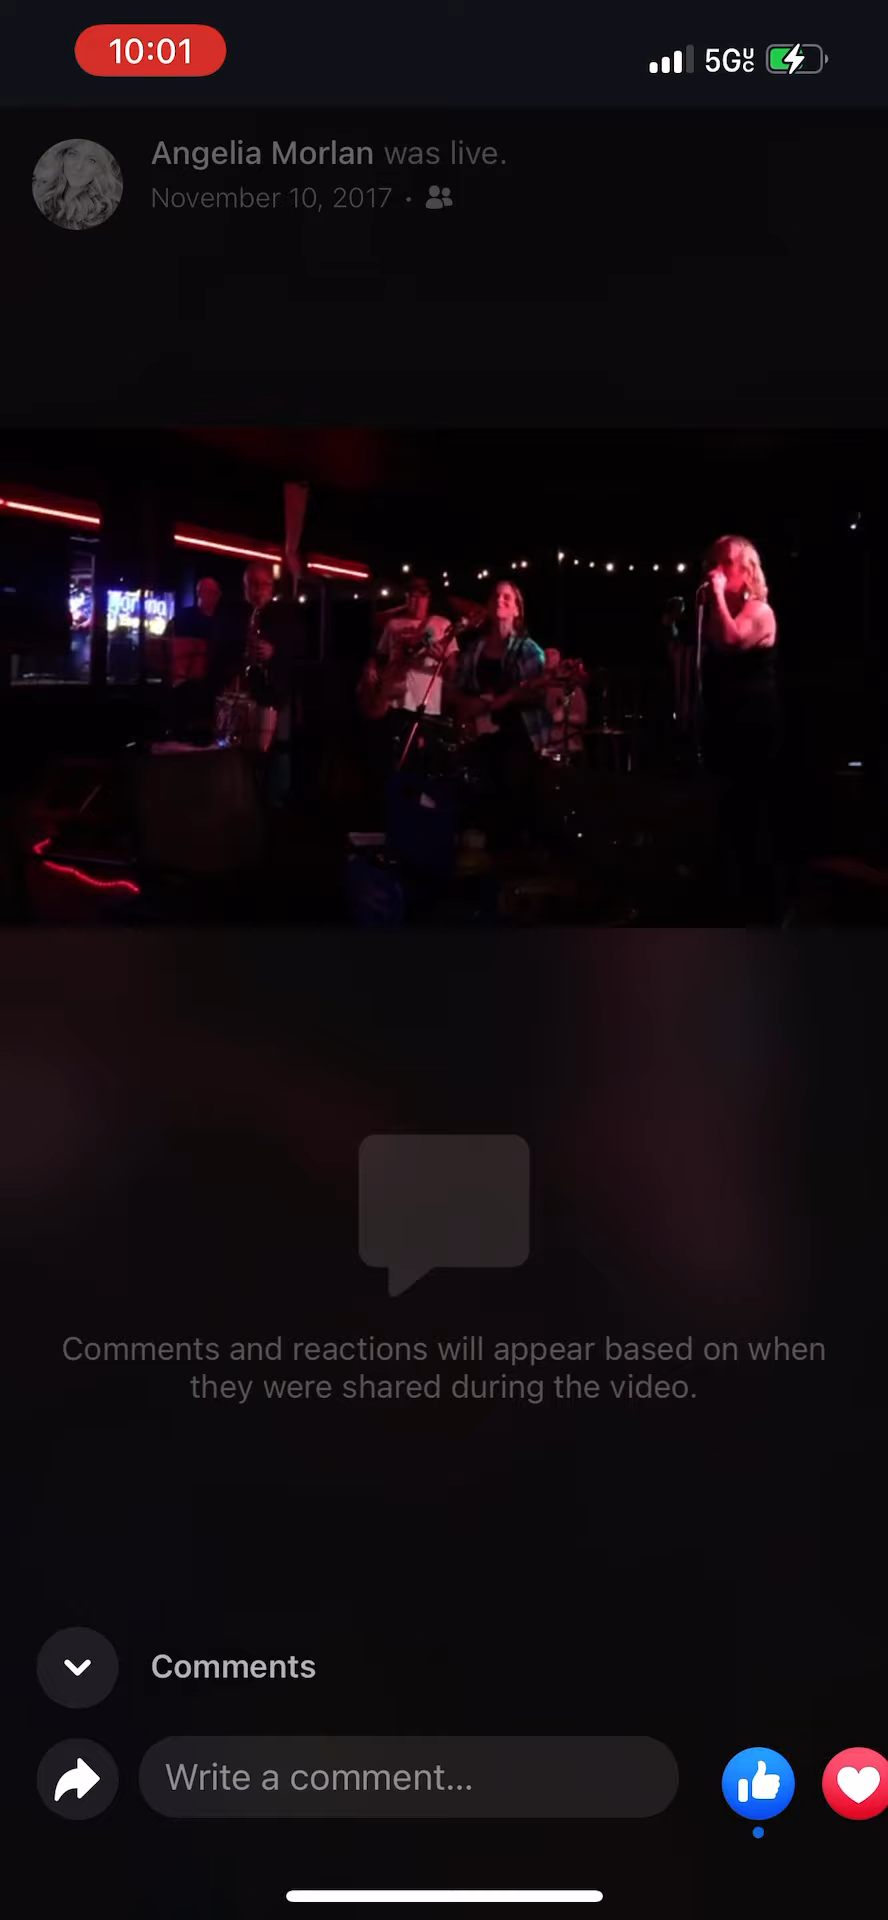 10:01
5GUC
Angelia Morlan was live.
November 10, 2017 ·
Comments and reactions will appear based on when
they were shared during the video.
Comments
Write a comment...